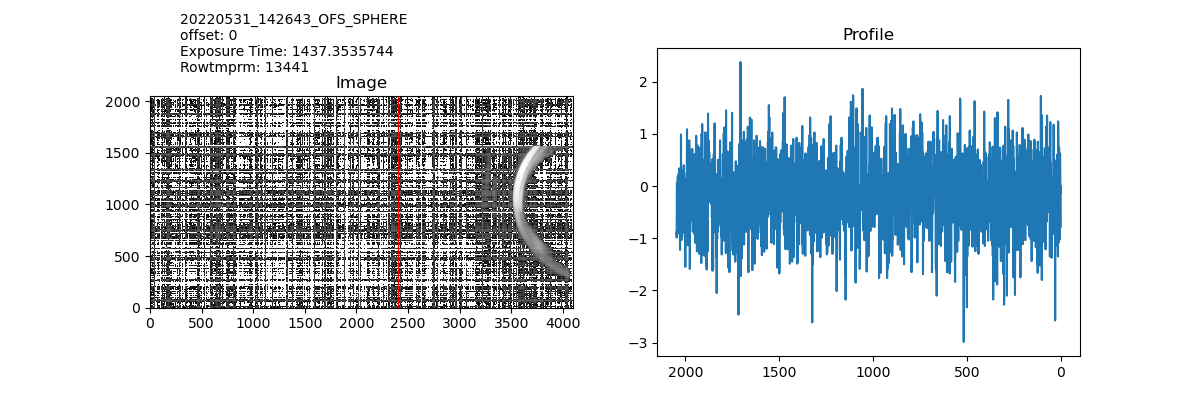 20220531_142643_OFS_SPHERE
offset: 0
Exposure Time: 1437.3535744
Rowtmprm: 13441
Image
2000
1500
1000
500
0
0 500 1000 1500 2000 2500 3000 3500 4000
Profile
2
1
0
−1
−2
−3
2000 1500 1000 500 0